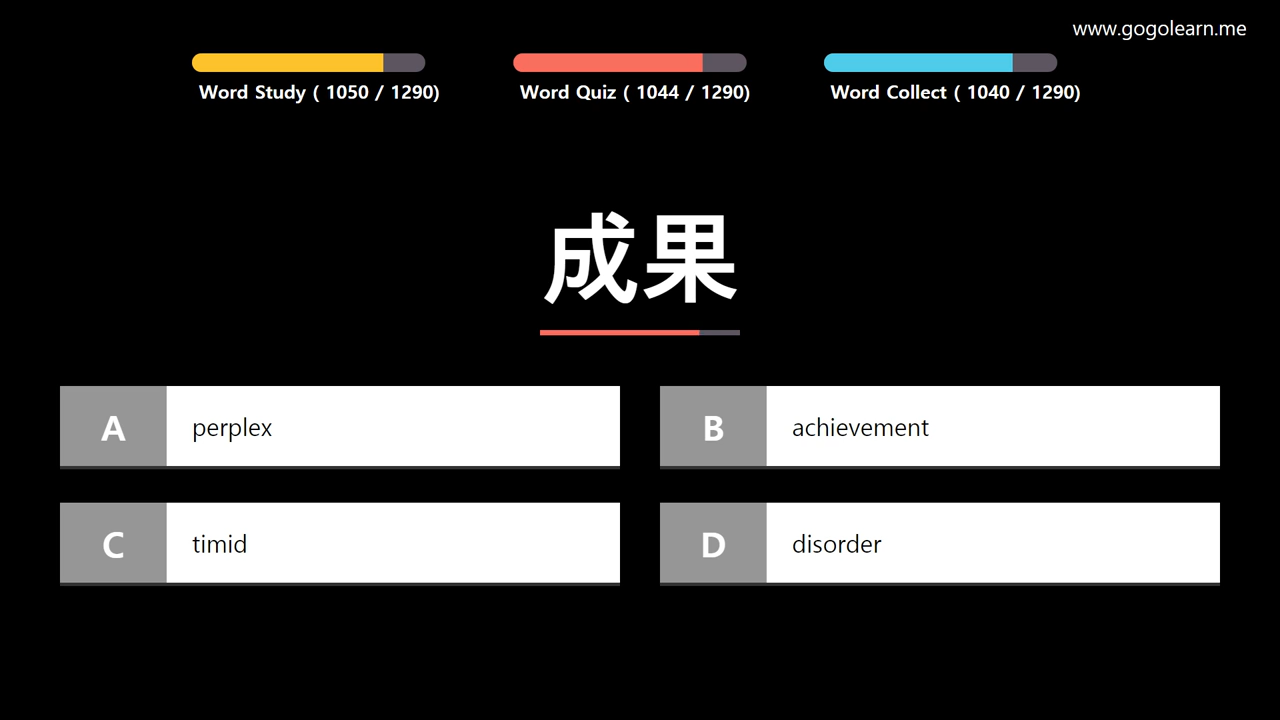 www.gogolearn.me
Word Study ( 1050 / 1290)
Word Quiz ( 1044 / 1290)
Word Collect ( 1040 / 1290)
成果
A perplex
B achievement
C timid
D disorder